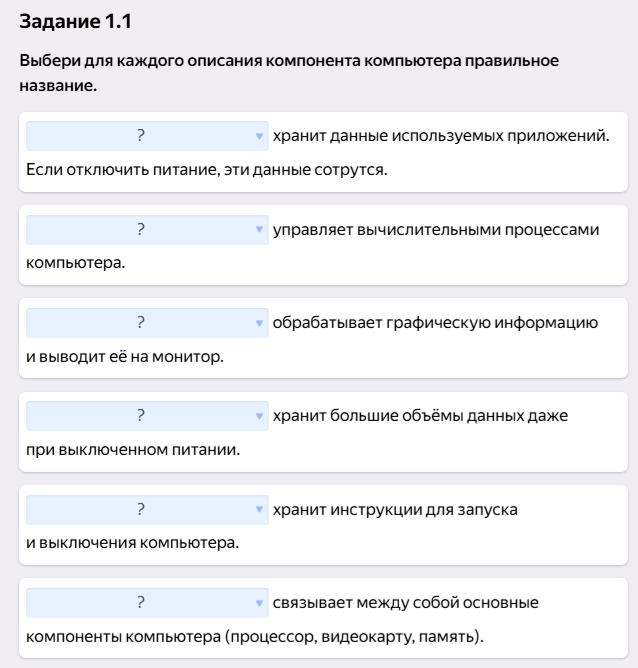 Задание 1.1
Выбери для каждого описания компонента компьютера правильное
название.
? хранит данные используемых приложений.
Если отключить питание, эти данные сотрутся.
? управляет вычислительными процессами
компьютера.
? обрабатывает графическую информацию
и выводит её на монитор.
? хранит большие объёмы данных даже
при выключенном питании.
? хранит инструкции для запуска
и выключения компьютера.
? связывает между собой основные
компоненты компьютера (процессор, видеокарту, память).